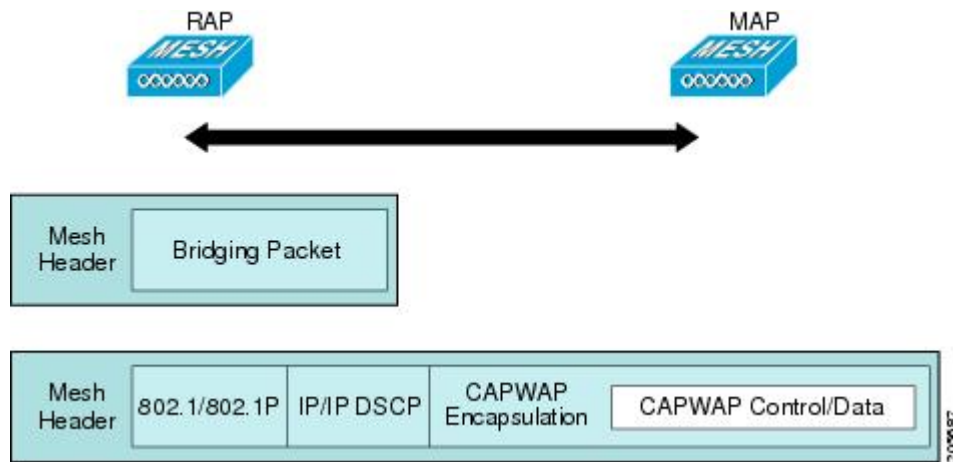 RAP
MAP
MESH
MESH
Mesh
Header
Bridging Packet
Mesh
Header
802.1/802.1P
IP/IP DSCP
CAPWAP
Encapsulation
CAPWAP Control/Data